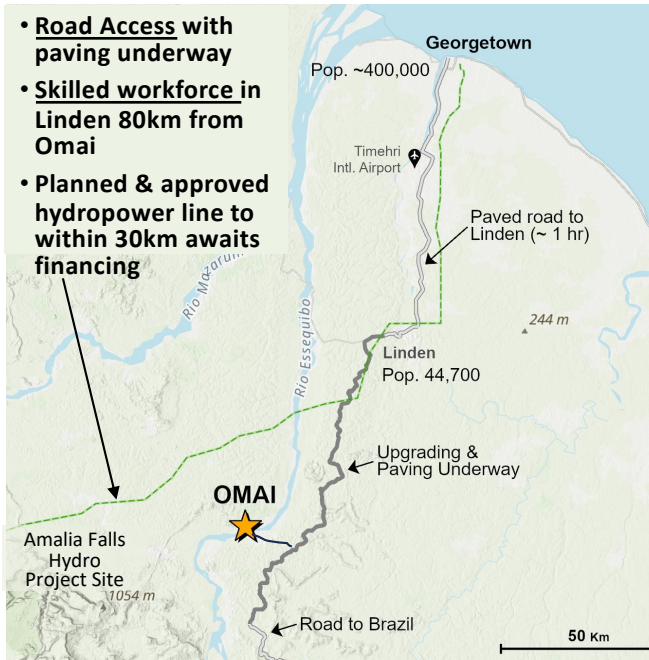 • Road Access with
paving underway
• Skilled workforce in
Linden 80km from
Omai
• Planned & approved
hydropower line to
within 30km awaits
financing
Georgetown
Pop. ~400,000
Timehri
Intl. Airport
Paved road to
Linden (~ 1 hr)
Rio Mazaruni
Rio Essequibo
244 m
Linden
Pop. 44,700
Upgrading &
Paving Underway
OMAI
Amalia Falls
Hydro
Project Site
1054 m
Road to Brazil
50 Km